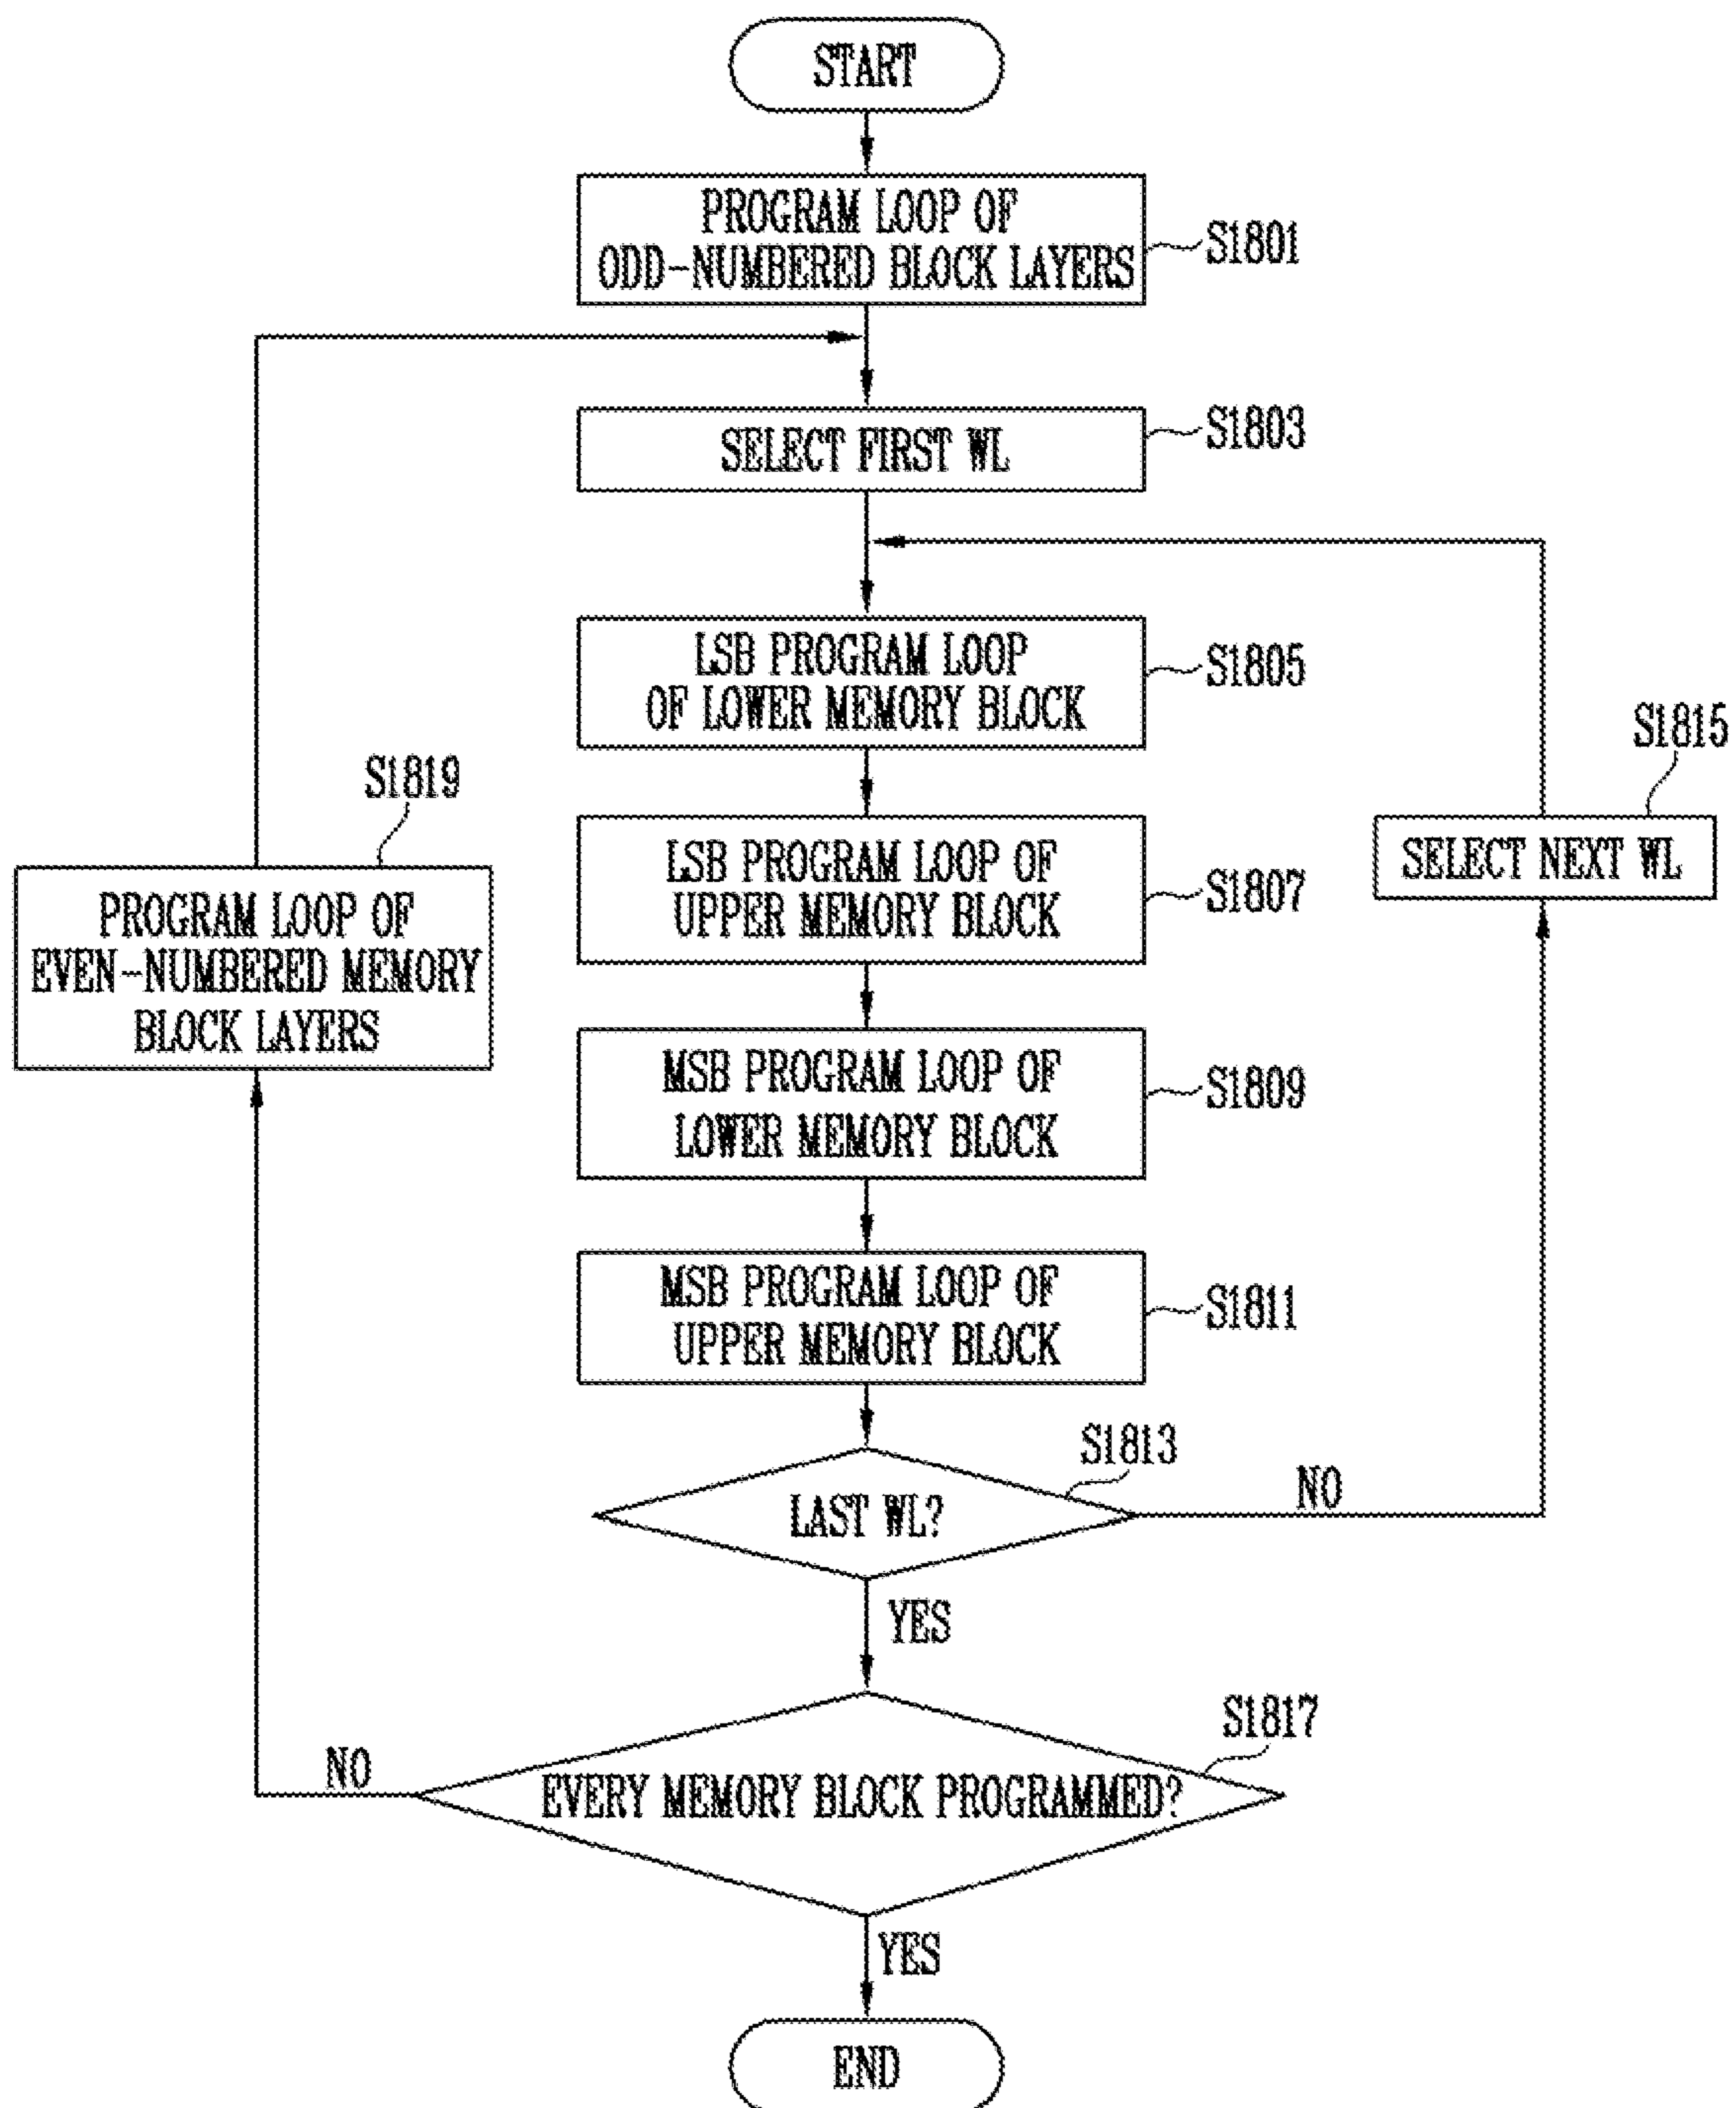 START
PROGRAM LOOP OF
ODD-NUMBERED BLOCK LAYERS
S1801
SELECT FIRST WL
S1803
LSB PROGRAM LOOP
OF LOWER MEMORY BLOCK
S1805
S1815
SELECT NEXT WL
S1819
PROGRAM LOOP OF
EVEN-NUMBERED MEMORY
BLOCK LAYERS
LSB PROGRAM LOOP OF
UPPER MEMORY BLOCK
S1807
MSB PROGRAM LOOP OF
LOWER MEMORY BLOCK
S1809
MSB PROGRAM LOOP OF
UPPER MEMORY BLOCK
S1811
S1813
LAST WL?
NO
YES
S1817
EVERY MEMORY BLOCK PROGRAMMED?
NO
YES
END